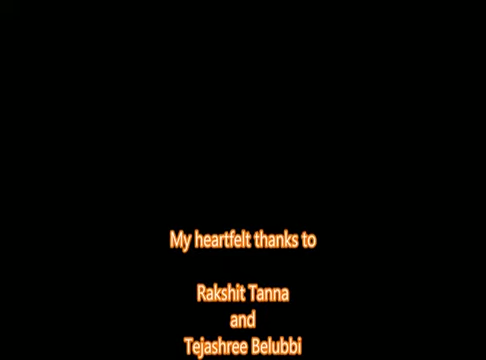 My heartfelt thanks to
Rakshit Tanna
and
Tejashree Belubbi